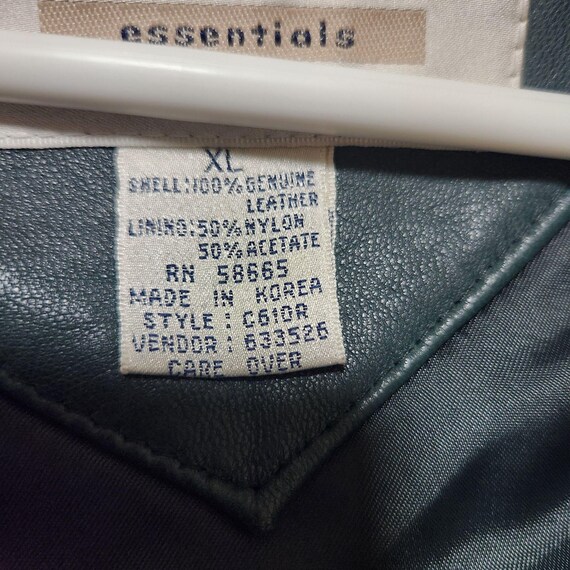 essentials
XL
SHELL:100% GENUINE
LEATHER
LINING:50% NYLON
50% ACETATE
RN 58665
MADE IN KOREA
STYLE: C610R
VENDOR: 633526
CARE OVER